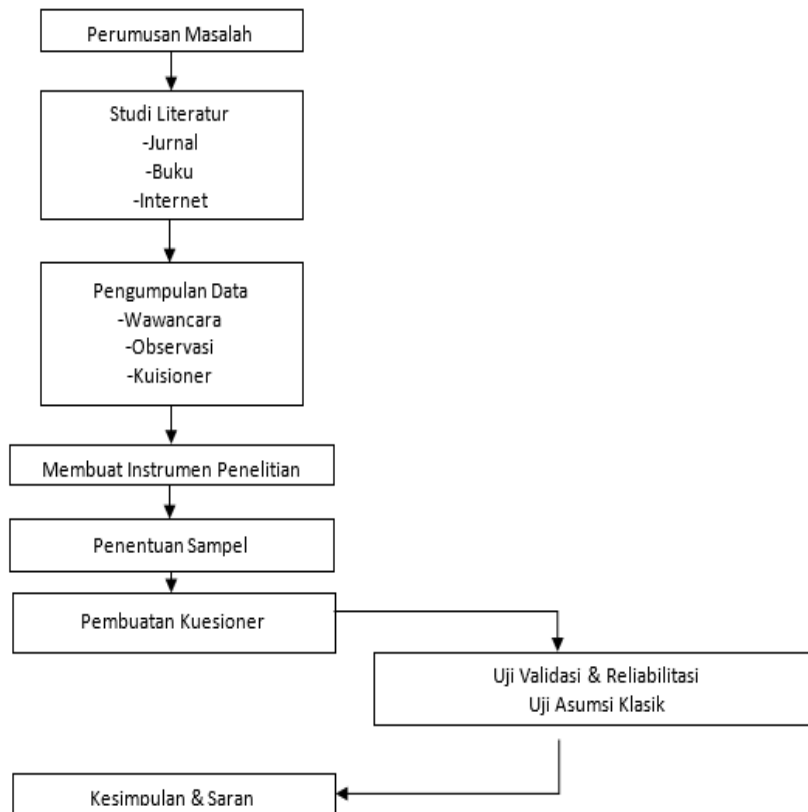 Perumusan Masalah
Studi Literatur
-Jurnal
-Buku
-Internet
Pengumpulan Data
-Wawancara
-Observasi
-Kuisioner
Membuat Instrumen Penelitian
Penentuan Sampel
Pembuatan Kuesioner
Uji Validasi & Reliabilitasi
Uji Asumsi Klasik
Kesimpulan & Saran